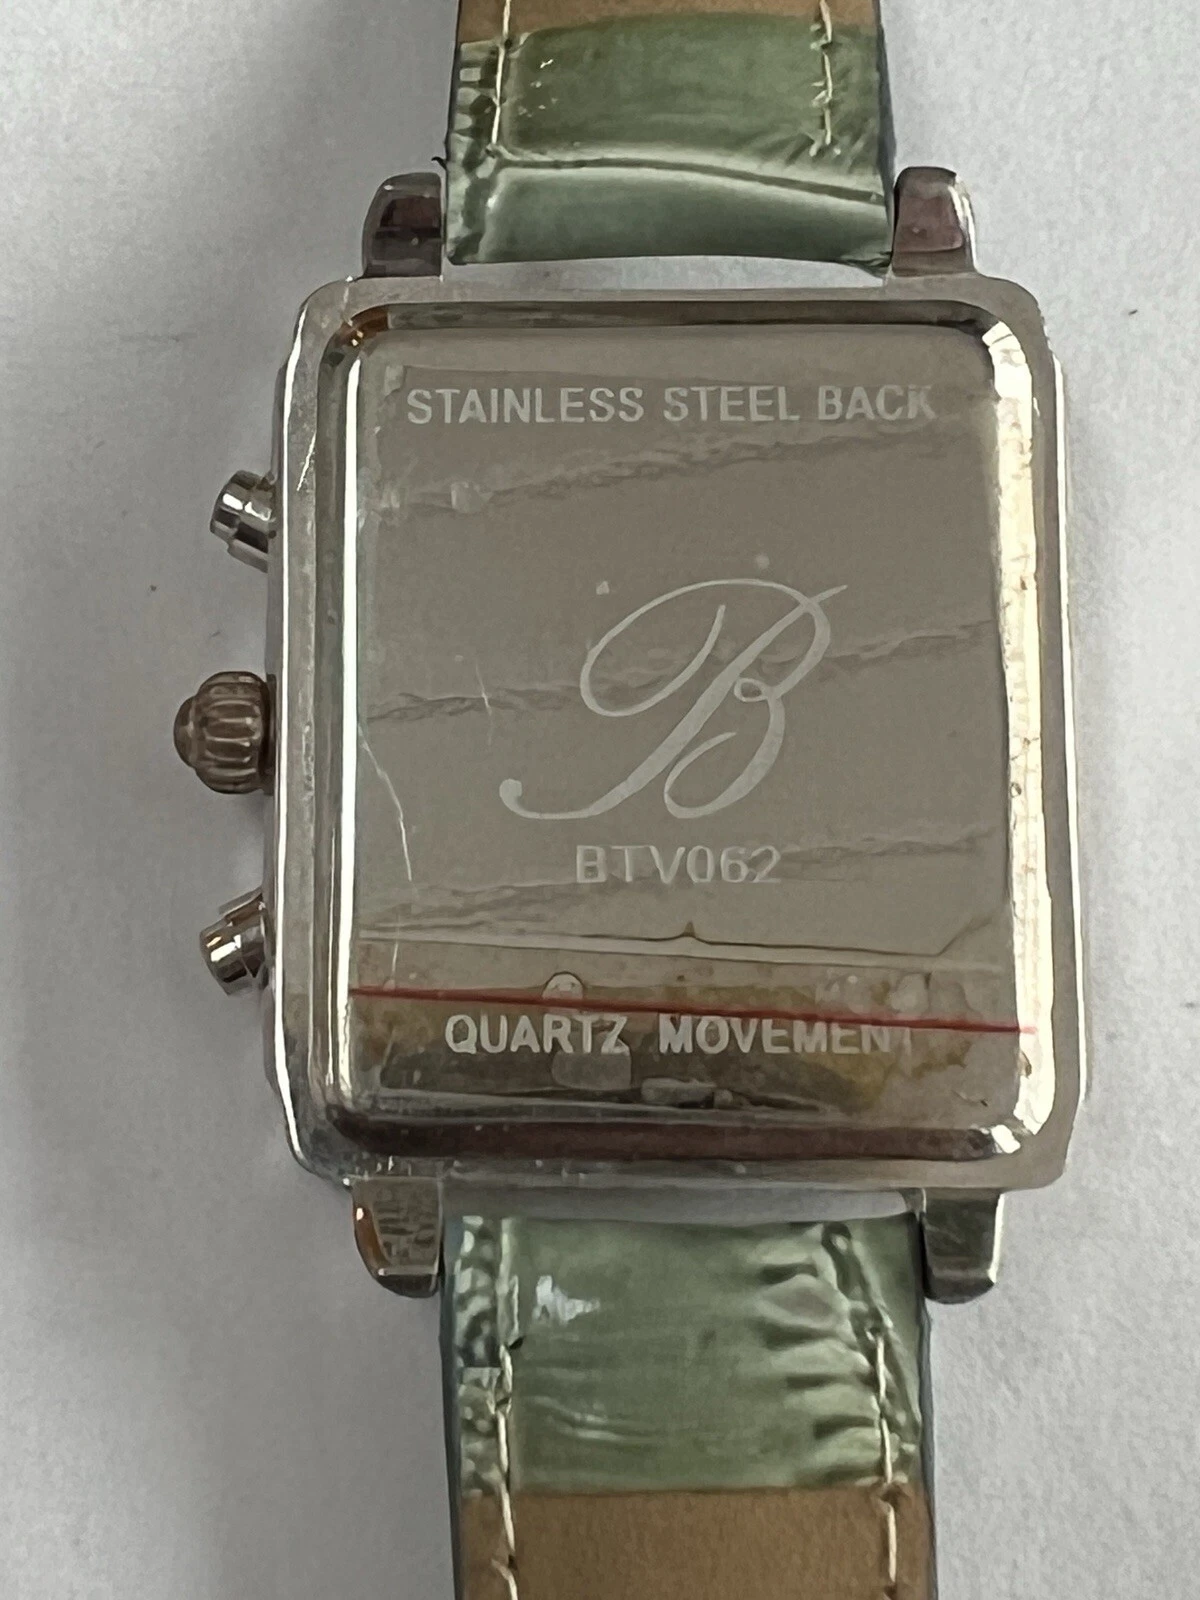 STAINLESS STEEL BACK
B
BTV062
QUARTZ MOVEMENT